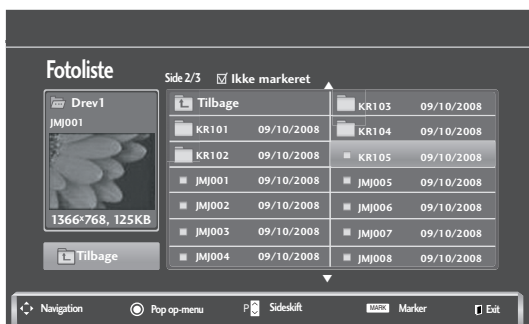 Fotoliste
Side 2/3 Ikke markeret
Drev1
JMJ001
1366×768, 125KB
Tilbage
Tilbage
KR101 09/10/2008
KR102 09/10/2008
JMJ001 09/10/2008
JMJ002 09/10/2008
JMJ003 09/10/2008
JMJ004 09/10/2008
KR103 09/10/2008
KR104 09/10/2008
KR105 09/10/2008
JMJ005 09/10/2008
JMJ006 09/10/2008
JMJ007 09/10/2008
JMJ008 09/10/2008
Navigation Pop op-menu P Sideskift MARK Marker Exit